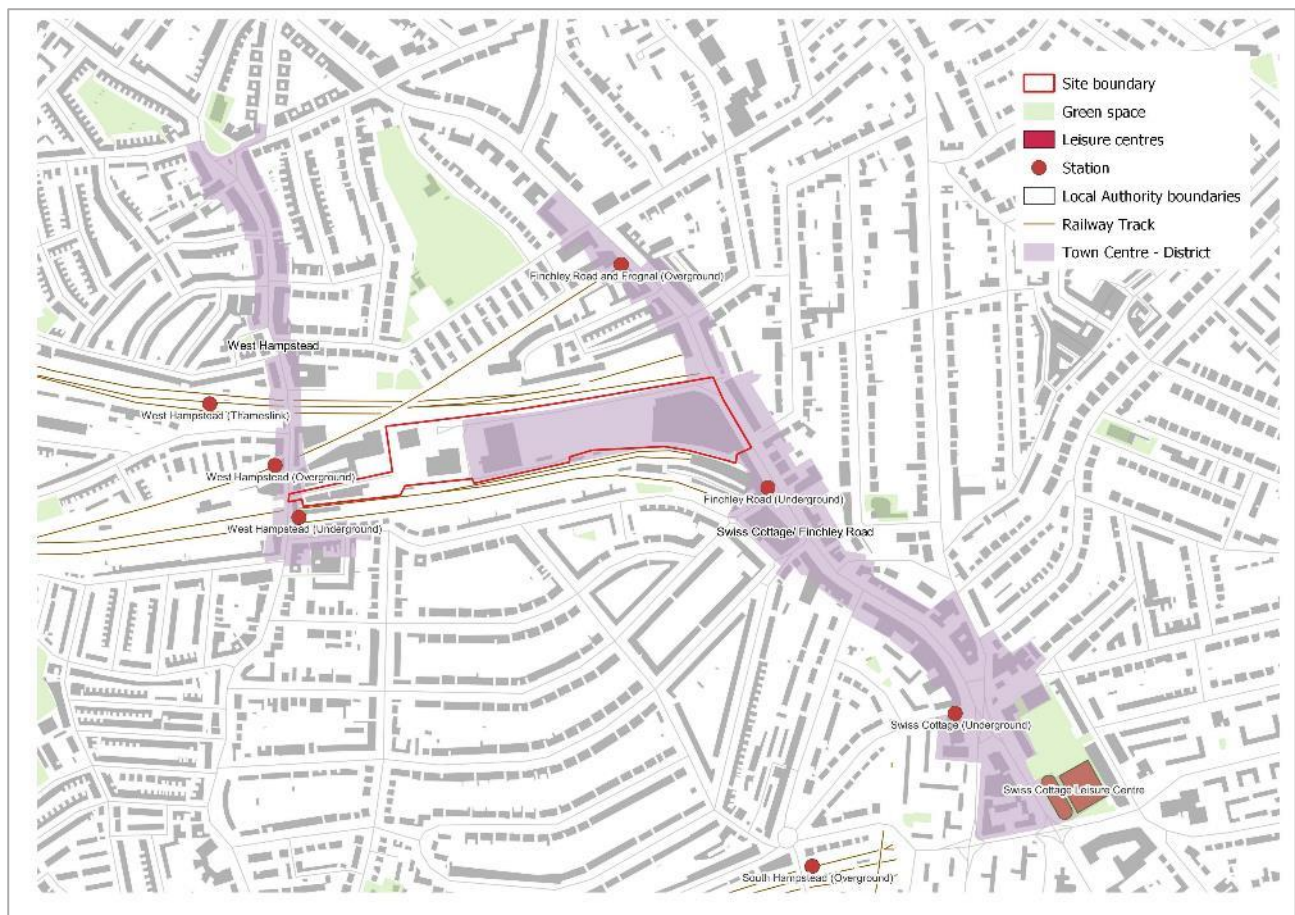 Site boundary
Green space
Leisure centres
Station
Local Authority boundaries
Railway Track
Town Centre - District
Finchley Road and Frognal (Overground)
West Hampstead
West Hampstead (Thameslink)
West Hampstead (Overground)
Finchley Road (Underground)
West Hampstead (Underground)
Swiss Cottage/ Finchley Road
Swiss Cottage (Underground)
Swiss Cottage Leisure Centre
South Hampstead (Overground)